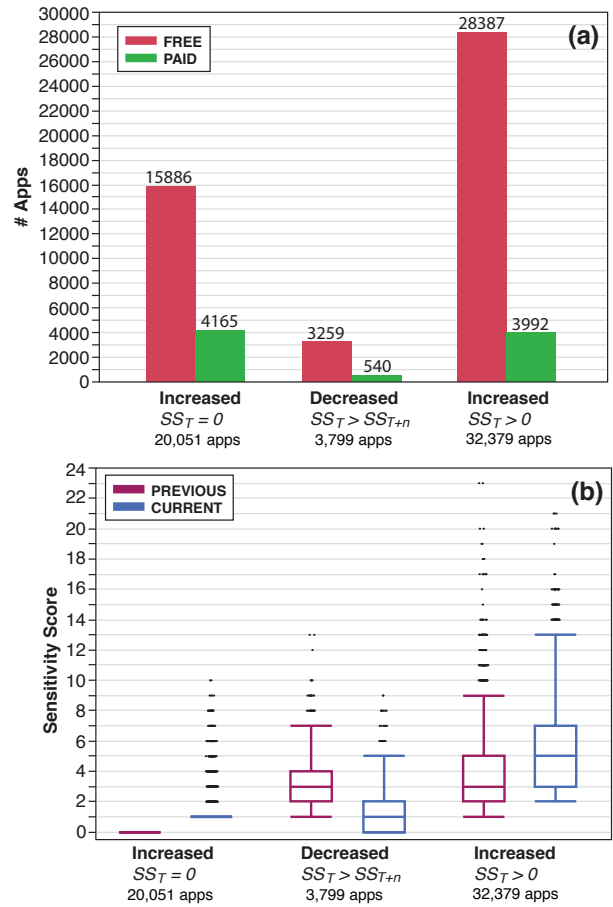 (a)
FREE
PAID
30000
28000
26000
24000
22000
20000
18000
16000
14000
12000
10000
8000
6000
4000
2000
0
# Apps
15886
4165
3259
540
28387
3992
Increased Decreased Increased
SS_T = 0 SS_T > SS_{T+n} SS_T > 0
20,051 apps 3,799 apps 32,379 apps
(b)
PREVIOUS
CURRENT
24
22
20
18
16
14
12
10
8
6
4
2
0
Sensitivity Score
Increased Decreased Increased
SS_T = 0 SS_T > SS_{T+n} SS_T > 0
20,051 apps 3,799 apps 32,379 apps